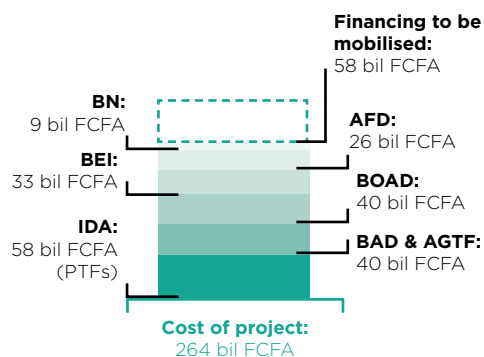 Financing to be
mobilised:
58 bil FCFA
BN:
9 bil FCFA
AFD:
26 bil FCFA
BEI:
33 bil FCFA
BOAD:
40 bil FCFA
IDA:
58 bil FCFA
(PTFs)
BAD & AGTF:
40 bil FCFA
Cost of project:
264 bil FCFA